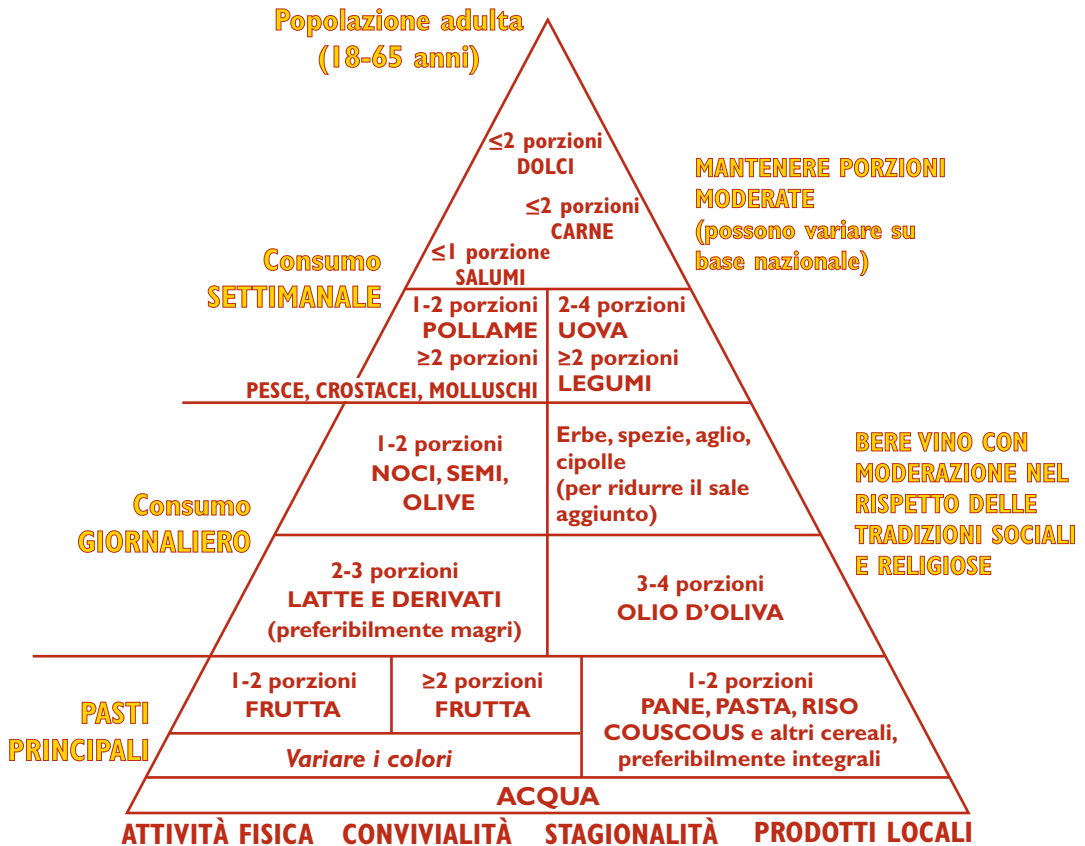 Popolazione adulta
(18-65 anni)
≤2 porzioni
DOLCI
≤2 porzioni
CARNE
≤1 porzione
SALUMI
MANTENERE PORZIONI
MODERATE
(possono variare su
base nazionale)
Consumo
SETTIMANALE
1-2 porzioni
POLLAME
≥2 porzioni
PESCE, CROSTACEI, MOLLUSCHI
2-4 porzioni
UOVA
≥2 porzioni
LEGUMI
Consumo
GIORNALIERO
1-2 porzioni
NOCI, SEMI,
OLIVE
Erbe, spezie, aglio,
cipolle
(per ridurre il sale
aggiunto)
BERE VINO CON
MODERAZIONE NEL
RISPETTO DELLE
TRADIZIONI SOCIALI
E RELIGIOSE
2-3 porzioni
LATTE E DERIVATI
(preferibilmente magri)
3-4 porzioni
OLIO D'OLIVA
PASTI
PRINCIPALI
1-2 porzioni
FRUTTA
≥2 porzioni
FRUTTA
Variare i colori
1-2 porzioni
PANE, PASTA, RISO
COUSCOUS e altri cereali,
preferibilmente integrali
ACQUA
ATTIVITÀ FISICA CONVIVIALITÀ STAGIONALITÀ PRODOTTI LOCALI